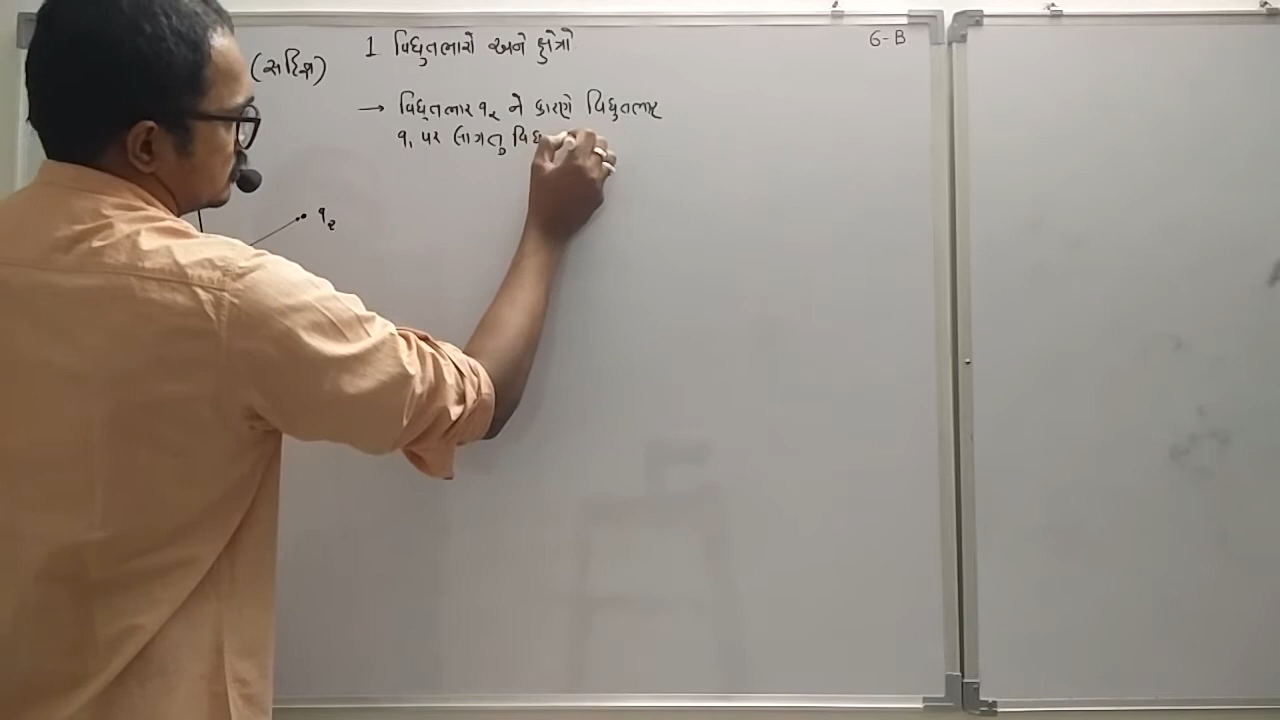 1 વિદ્યુતભારો અને ક્ષેત્રો
6-B
(સદિશ)
→ વિદ્યુતભાર q₂ ને કારણે વિદ્યુતભાર
q₁ પર લાગતુ વિદ્યુ
q₂